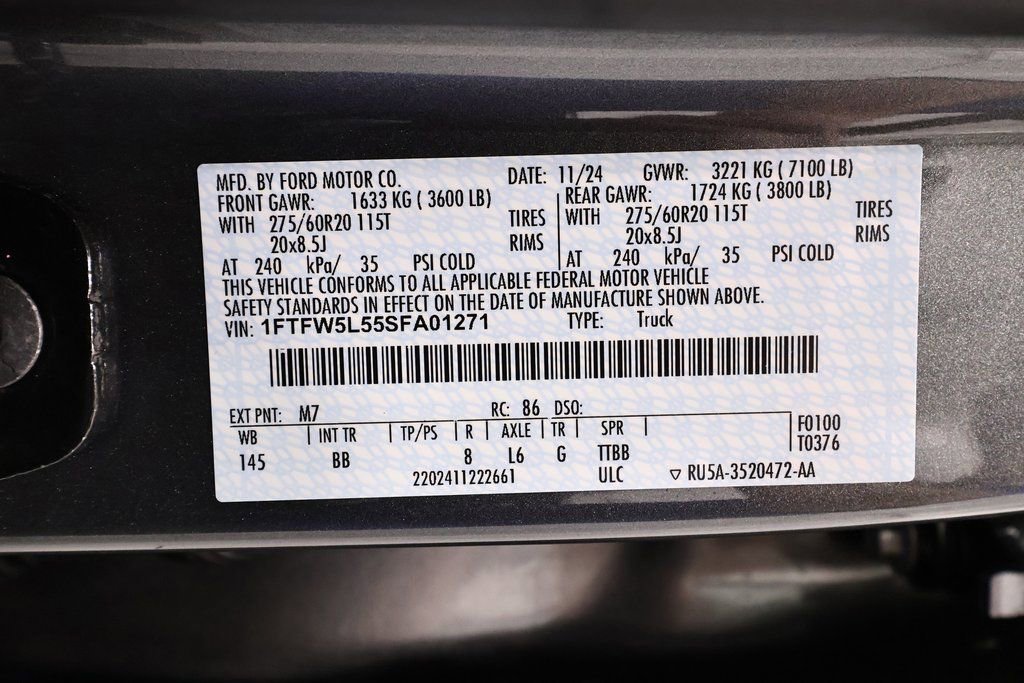 MFD. BY FORD MOTOR CO. DATE: 11/24 GVWR: 3221 KG ( 7100 LB)
FRONT GAWR: 1633 KG ( 3600 LB) REAR GAWR: 1724 KG ( 3800 LB)
WITH 275/60R20 115T TIRES WITH 275/60R20 115T TIRES
20x8.5J RIMS 20x8.5J RIMS
AT 240 kPa/ 35 PSI COLD AT 240 kPa/ 35 PSI COLD
THIS VEHICLE CONFORMS TO ALL APPLICABLE FEDERAL MOTOR VEHICLE
SAFETY STANDARDS IN EFFECT ON THE DATE OF MANUFACTURE SHOWN ABOVE.
VIN: 1FTFW5L55SFA01271 TYPE: Truck
EXT PNT: M7 RC: 86 DSO:
WB INT TR TP/PS R AXLE TR SPR F0100
145 BB 8 L6 G TTBB T0376
2202411222661 ULC ▽ RU5A-3520472-AA